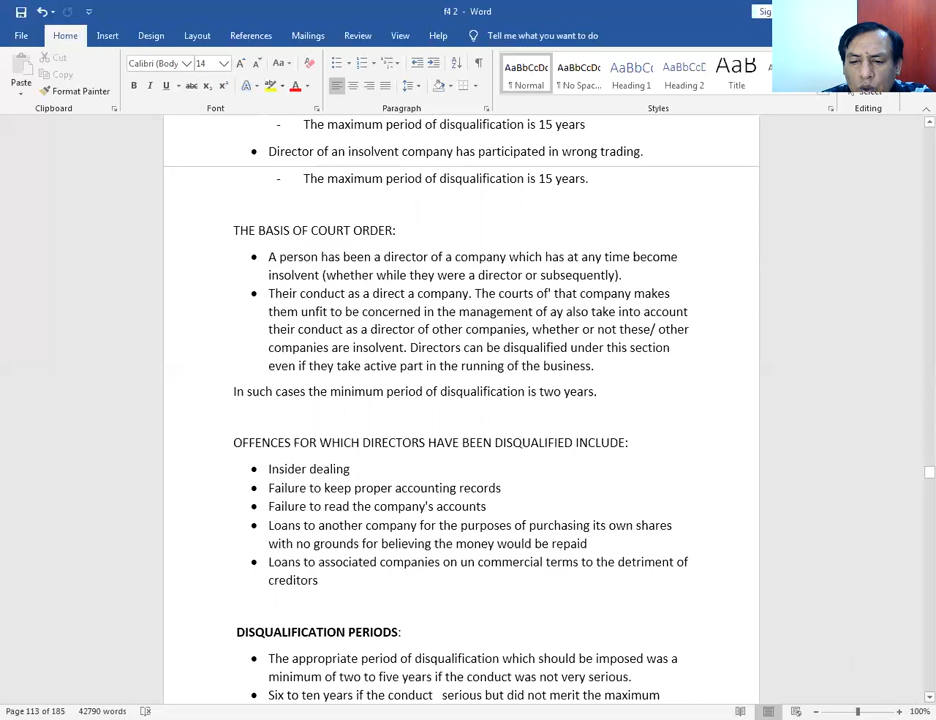 f4 2 - Word
Sig
File Home Insert Design Layout References Mailings Review View Help Tell me what you want to do
Paste
Cut
Copy
Format Painter
Calibri (Body 14
AaBbCcDc AaBbCcDc AaBbCc AaBbCcD AaB
¶ Normal ¶ No Spac... Heading 1 Heading 2 Title
Clipboard Font Paragraph Styles Editing
- The maximum period of disqualification is 15 years
• Director of an insolvent company has participated in wrong trading.
- The maximum period of disqualification is 15 years.
THE BASIS OF COURT ORDER:
• A person has been a director of a company which has at any time become
insolvent (whether while they were a director or subsequently).
• Their conduct as a direct a company. The courts of' that company makes
them unfit to be concerned in the management of ay also take into account
their conduct as a director of other companies, whether or not these/ other
companies are insolvent. Directors can be disqualified under this section
even if they take active part in the running of the business.
In such cases the minimum period of disqualification is two years.
OFFENCES FOR WHICH DIRECTORS HAVE BEEN DISQUALIFIED INCLUDE:
• Insider dealing
• Failure to keep proper accounting records
• Failure to read the company's accounts
• Loans to another company for the purposes of purchasing its own shares
with no grounds for believing the money would be repaid
• Loans to associated companies on un commercial terms to the detriment of
creditors
DISQUALIFICATION PERIODS:
• The appropriate period of disqualification which should be imposed was a
minimum of two to five years if the conduct was not very serious.
• Six to ten years if the conduct serious but did not merit the maximum
Page 113 of 185 42790 words 100%